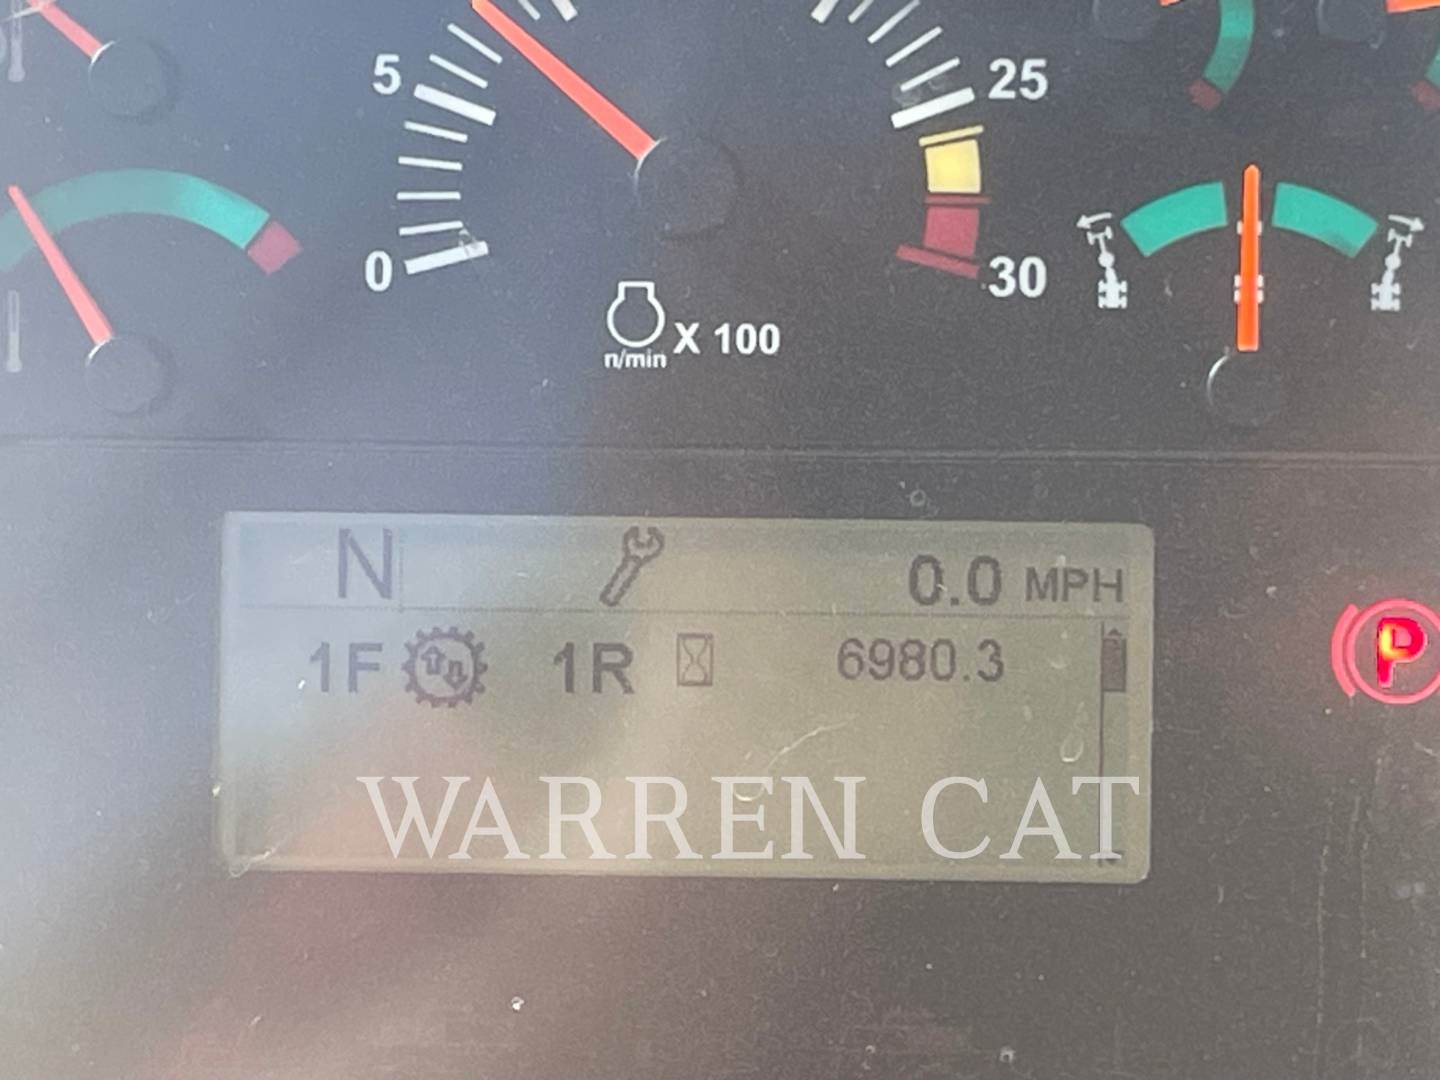 5
25
0
30
n/min X 100
N 0.0 MPH
1F 1R 6980.3
P
WARREN CAT